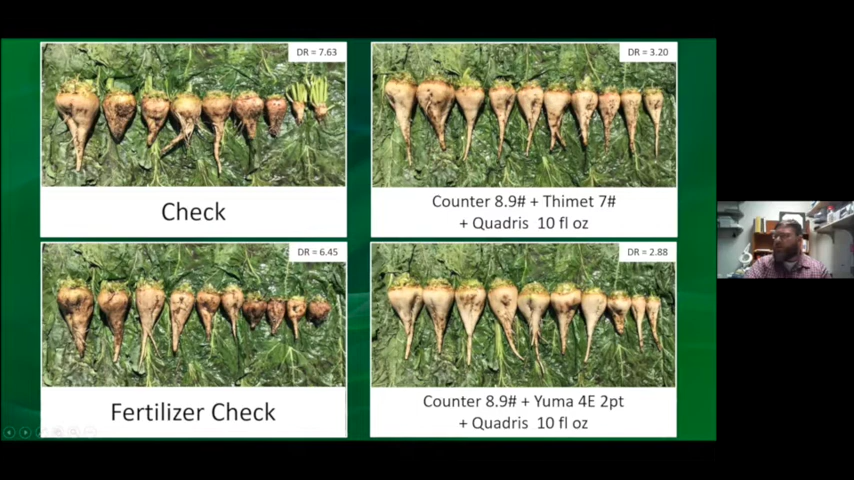 DR = 7.63
Check
DR = 3.20
Counter 8.9# + Thimet 7#
+ Quadris 10 fl oz
DR = 6.45
Fertilizer Check
DR = 2.88
Counter 8.9# + Yuma 4E 2pt
+ Quadris 10 fl oz